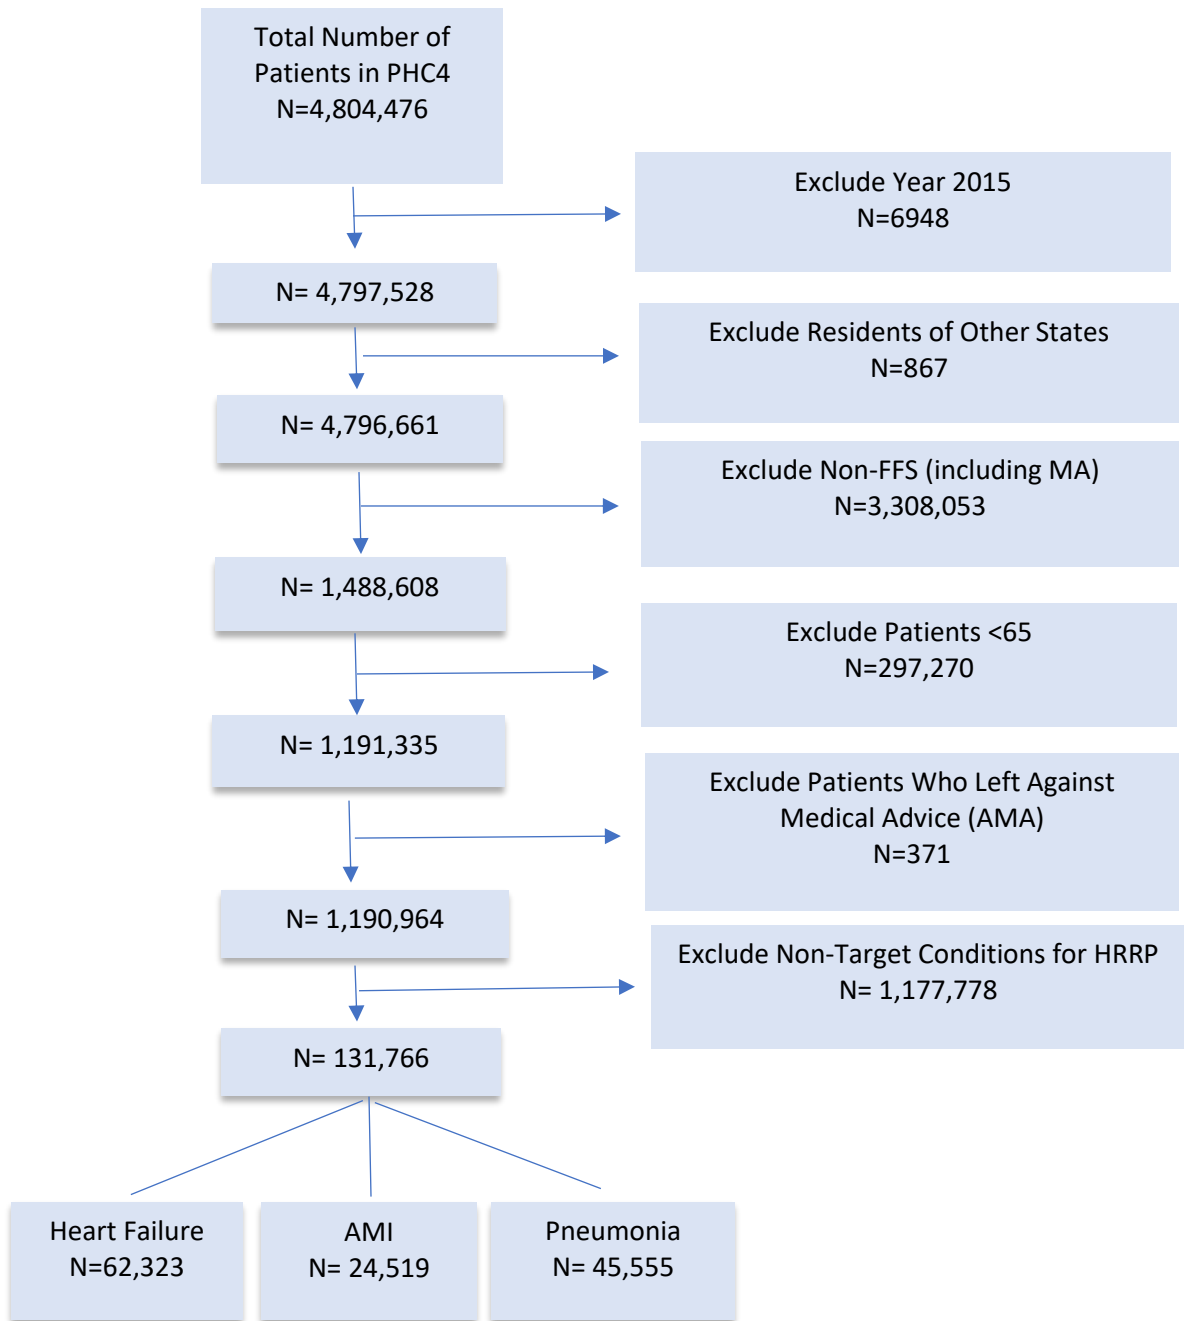 Total Number of
Patients in PHC4
N=4,804,476
Exclude Year 2015
N=6948
N= 4,797,528
Exclude Residents of Other States
N=867
N= 4,796,661
Exclude Non-FFS (including MA)
N=3,308,053
N= 1,488,608
Exclude Patients <65
N=297,270
N= 1,191,335
Exclude Patients Who Left Against
Medical Advice (AMA)
N=371
N= 1,190,964
Exclude Non-Target Conditions for HRRP
N= 1,177,778
N= 131,766
Heart Failure
N=62,323
AMI
N= 24,519
Pneumonia
N= 45,555